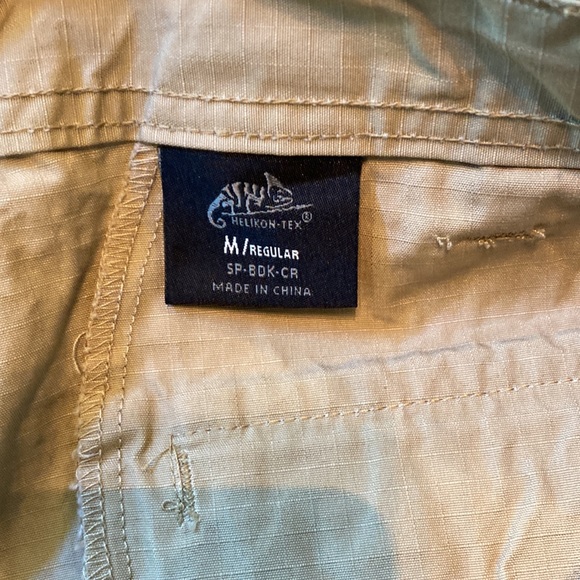 HELIKON-TEX®
M/REGULAR
SP-BDK-CR
MADE IN CHINA